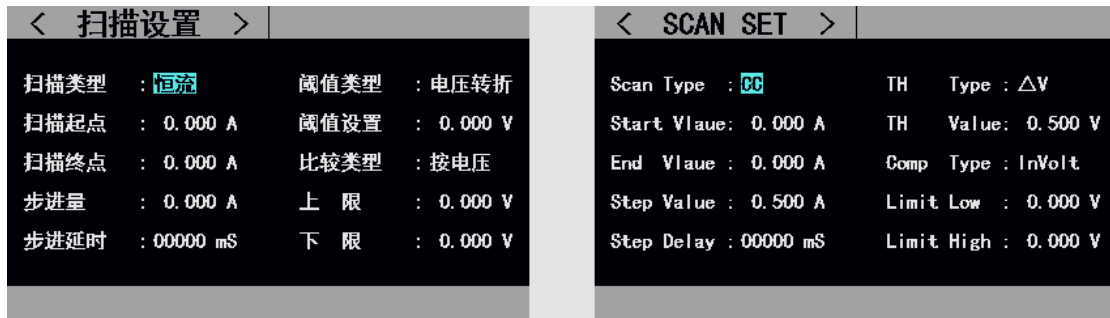 < 扫描设置 >
扫描类型 : 恒流 阈值类型 : 电压转折
扫描起点 : 0.000 A 阈值设置 : 0.000 V
扫描终点 : 0.000 A 比较类型 : 按电压
步进量 : 0.000 A 上 限 : 0.000 V
步进延时 : 00000 mS 下 限 : 0.000 V
< SCAN SET >
Scan Type : CC TH Type : △V
Start Vlaue: 0.000 A TH Value: 0.500 V
End Vlaue : 0.000 A Comp Type : InVolt
Step Value : 0.500 A Limit Low : 0.000 V
Step Delay : 00000 mS Limit High : 0.000 V